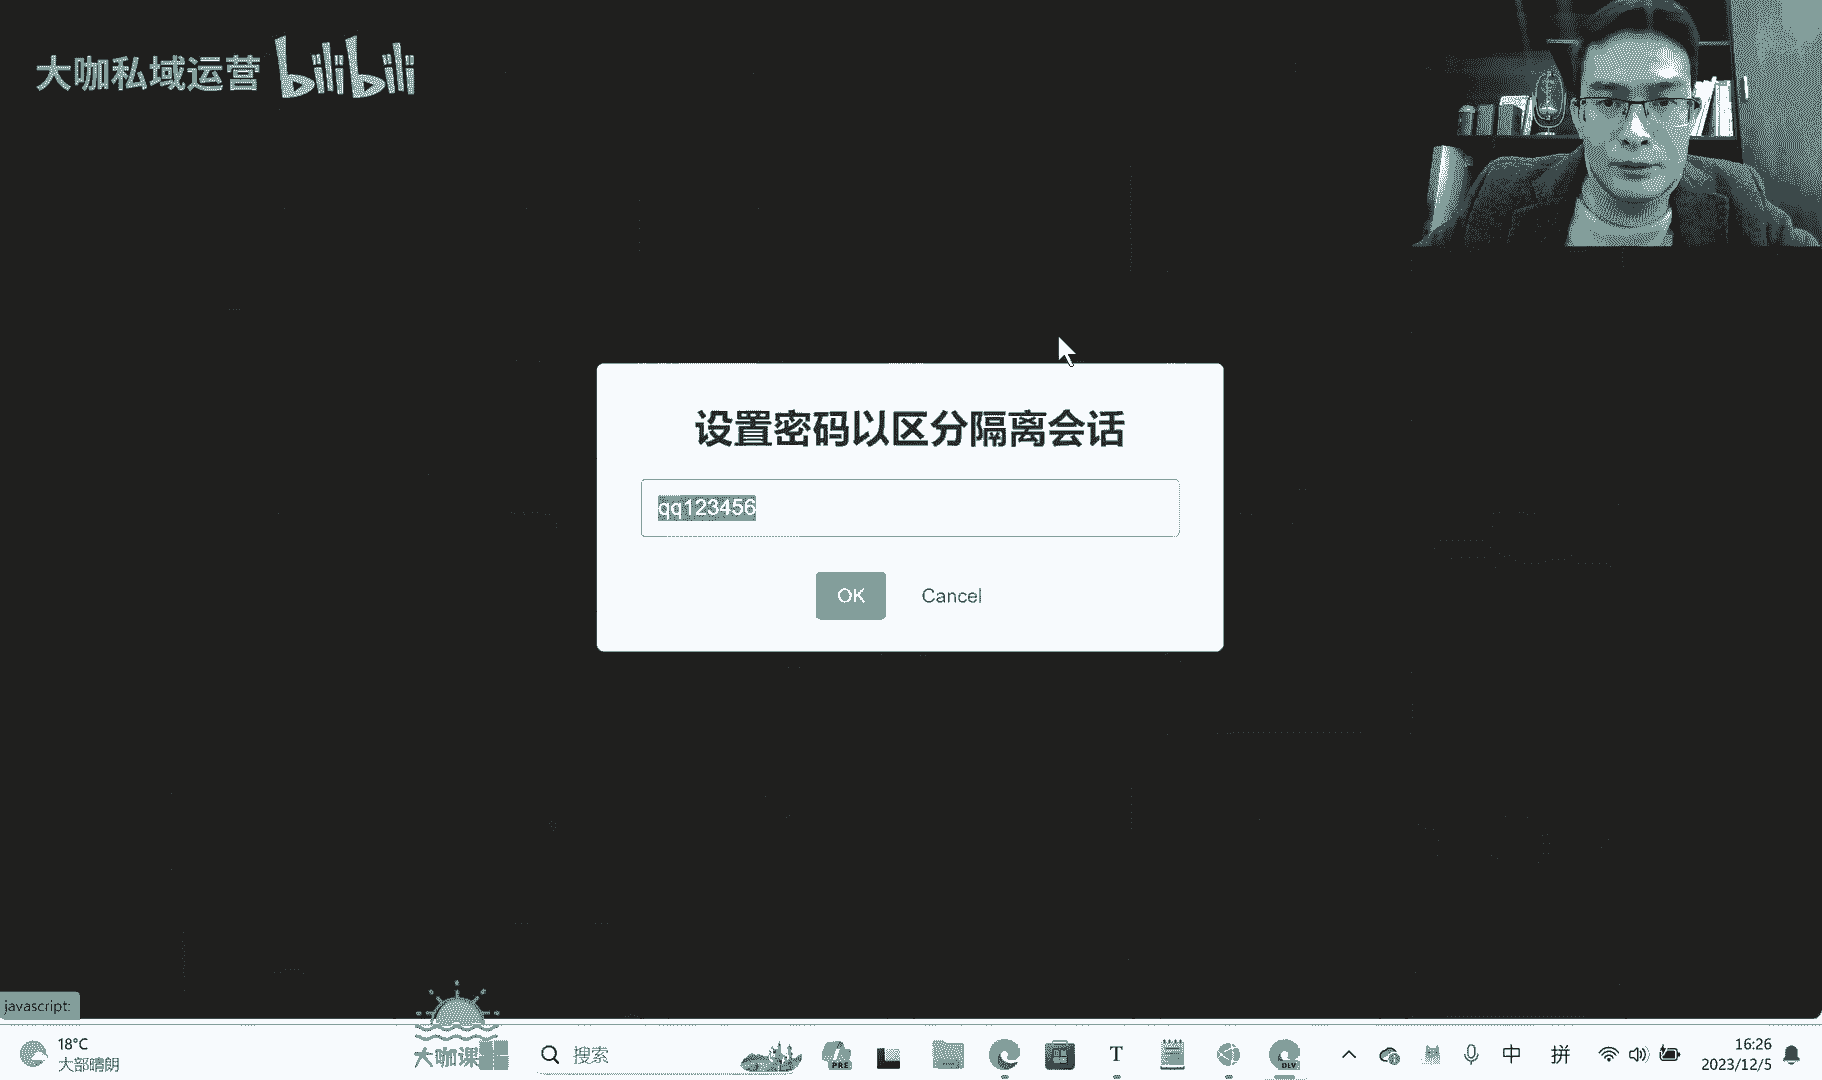 大咖私域运营 bilibili
设置密码以区分隔离会话
qq123456
OK Cancel
javascript:
18°C
大部晴朗
大咖课
搜索
PRE
T
DEV
中
拼
16:26
2023/12/5